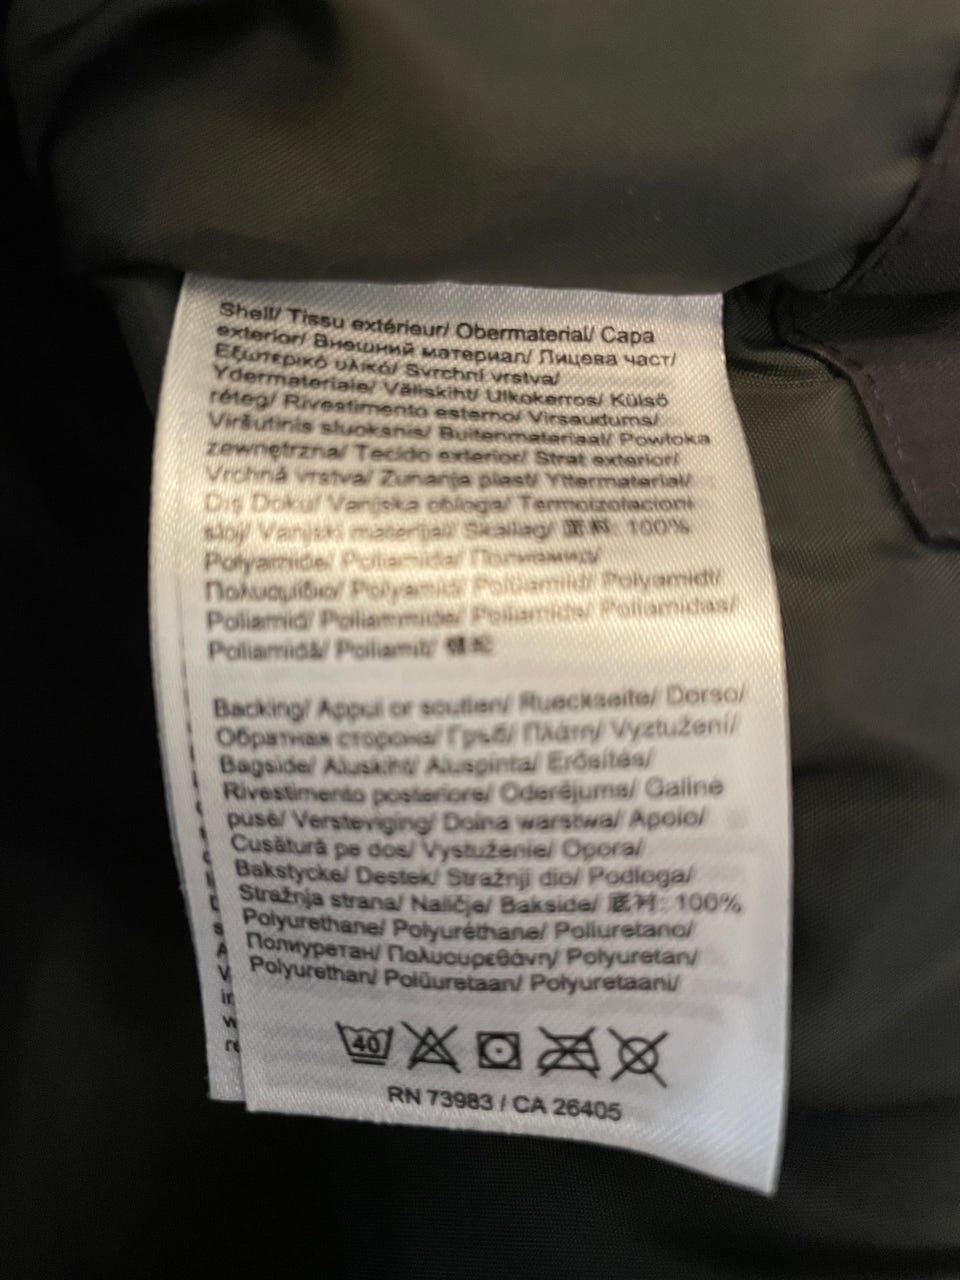 Shell/ Tissu extérieur/ Obermaterial/ Capa
exterior/ Внешний материал/ Лицева част/
Εξωτερικό υλικό/ Svrchní vrstva/
Ydermateriale/ Väliskiht/ Ulkokerros/ Külső
réteg/ Rivestimento esterno/ Virsaudums/
Viršutinis sluoksnis/ Buitenmateriaal/ Powłoka
zewnętrzna/ Tecido exterior/ Strat exterior/
Vrchná vrstva/ Zunanja plast/ Yttermaterial/
Dış Doku/ Vanjska obloga/ Termoizolacioni
sloj/ Vanjski materijal/ Skallag/ 面料: 100%
Polyamide/ Poliamida/ Полиамид/
Πολυαμίδιο/ Polyamid/ Polüamiid/ Polyamidi/
Poliamid/ Poliammide/ Poliamīds/ Poliamidas/
Poliamidă/ Poliamit/ 锦纶
Backing/ Appui or soutien/ Rueckseite/ Dorso/
Обратная сторона/ Гръб/ Πλάτη/ Vyztužení/
Bagside/ Aluskiht/ Aluspinta/ Erősítés/
Rivestimento posteriore/ Oderējums/ Galinė
pusė/ Versteviging/ Dolna warstwa/ Apoio/
Cusătură pe dos/ Vystuženie/ Opora/
Bakstycke/ Destek/ Stražnji dio/ Podloga/
Stražnja strana/ Naličje/ Bakside/ 底衬: 100%
Polyurethane/ Polyuréthane/ Poliuretano/
Полиуретан/ Πολυουρεθάνη/ Polyuretan/
Polyurethan/ Polüuretaan/ Polyuretaani/
40
RN 73983 / CA 26405